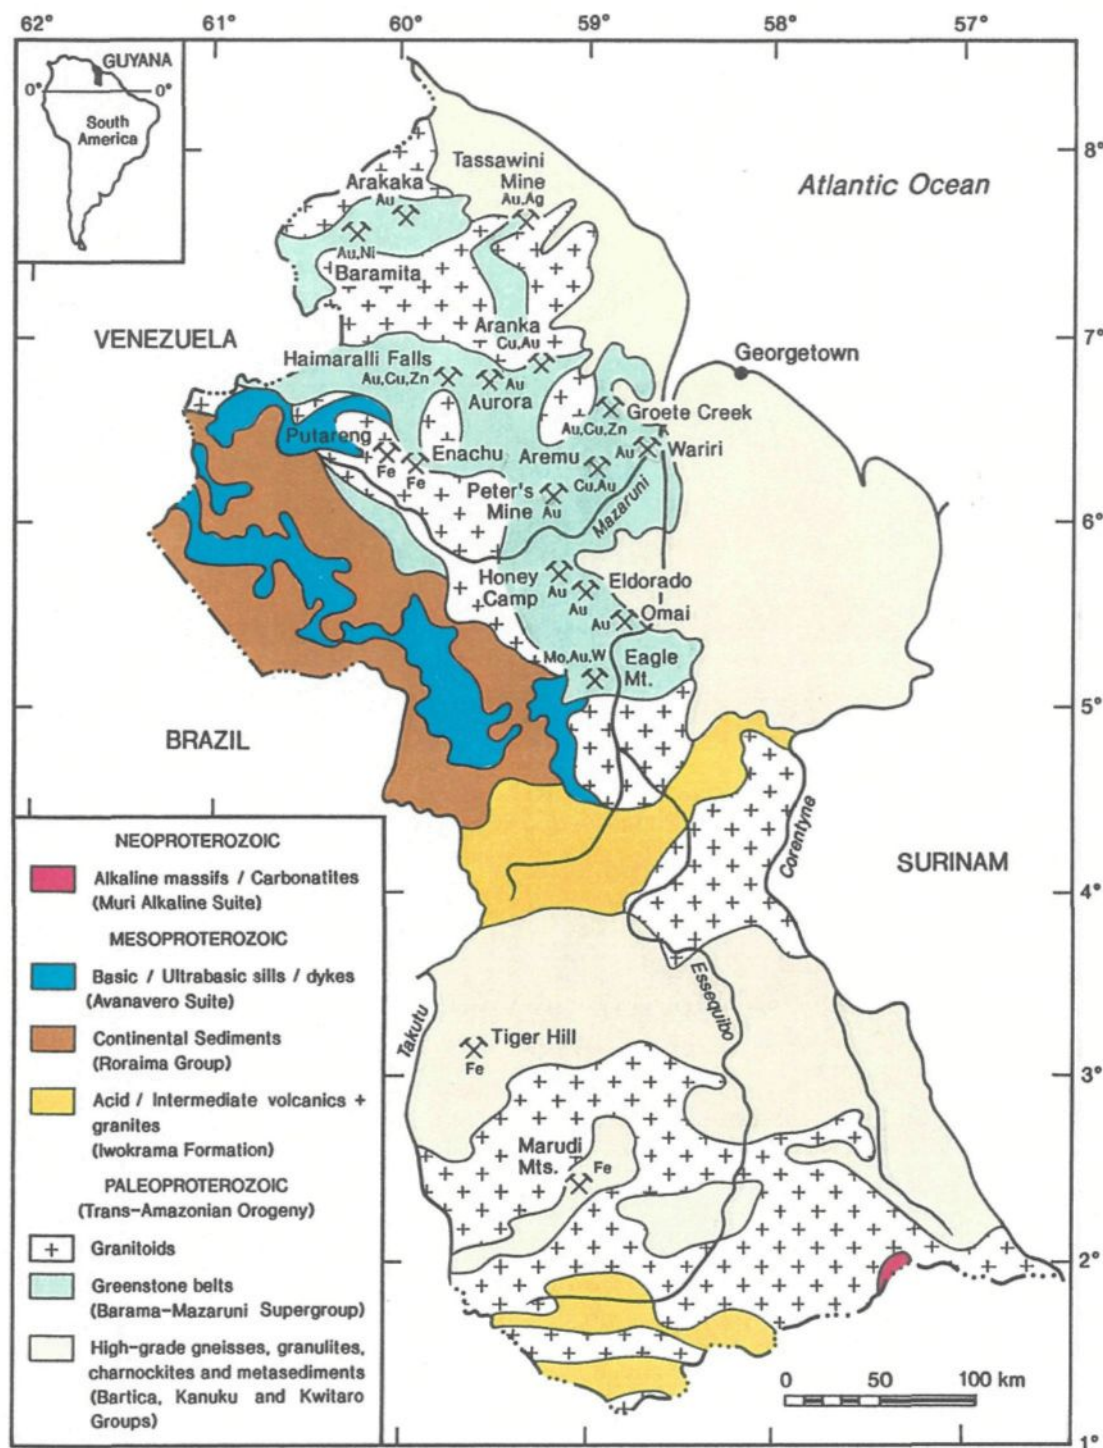 62°
61°
60°
59°
58°
57°
GUYANA
0°
0°
South
America
8°
Tassawini
Mine
Au,Ag
Atlantic Ocean
Arakaka
Au
Au,Ni
Baramita
VENEZUELA
7°
Aranka
Cu,Au
Haimaralli Falls
Au,Cu,Zn
Au
Aurora
Georgetown
Groete Creek
Au,Cu,Zn
Putareng
Fe
Enachu
Fe
Aremu
Cu,Au
Au
Wariri
Peter's
Mine
Au
Mazaruni
6°
Honey
Camp
Au
Eldorado
Au
Omai
Au
Mo,Au,W
Eagle
Mt.
BRAZIL
5°
Corentyne
SURINAM
4°
Essequibo
Takutu
Tiger Hill
Fe
3°
Marudi
Mts.
Fe
2°
1°
0 50 100 km
NEOPROTEROZOIC
Alkaline massifs / Carbonatites
(Muri Alkaline Suite)
MESOPROTEROZOIC
Basic / Ultrabasic sills / dykes
(Avanavero Suite)
Continental Sediments
(Roraima Group)
Acid / Intermediate volcanics +
granites
(Iwokrama Formation)
PALEOPROTEROZOIC
(Trans-Amazonian Orogeny)
Granitoids
Greenstone belts
(Barama-Mazaruni Supergroup)
High-grade gneisses, granulites,
charnockites and metasediments
(Bartica, Kanuku and Kwitaro
Groups)